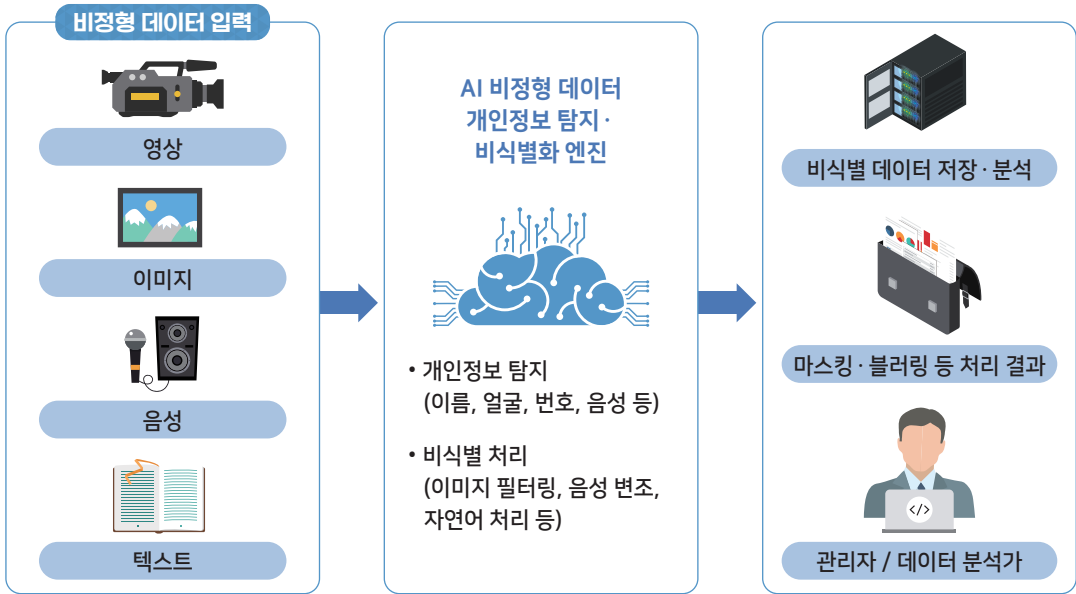 비정형 데이터 입력
영상
이미지
음성
텍스트
AI 비정형 데이터
개인정보 탐지·
비식별화 엔진
• 개인정보 탐지
(이름, 얼굴, 번호, 음성 등)
• 비식별 처리
(이미지 필터링, 음성 변조,
자연어 처리 등)
비식별 데이터 저장·분석
마스킹·블러링 등 처리 결과
</>
관리자 / 데이터 분석가